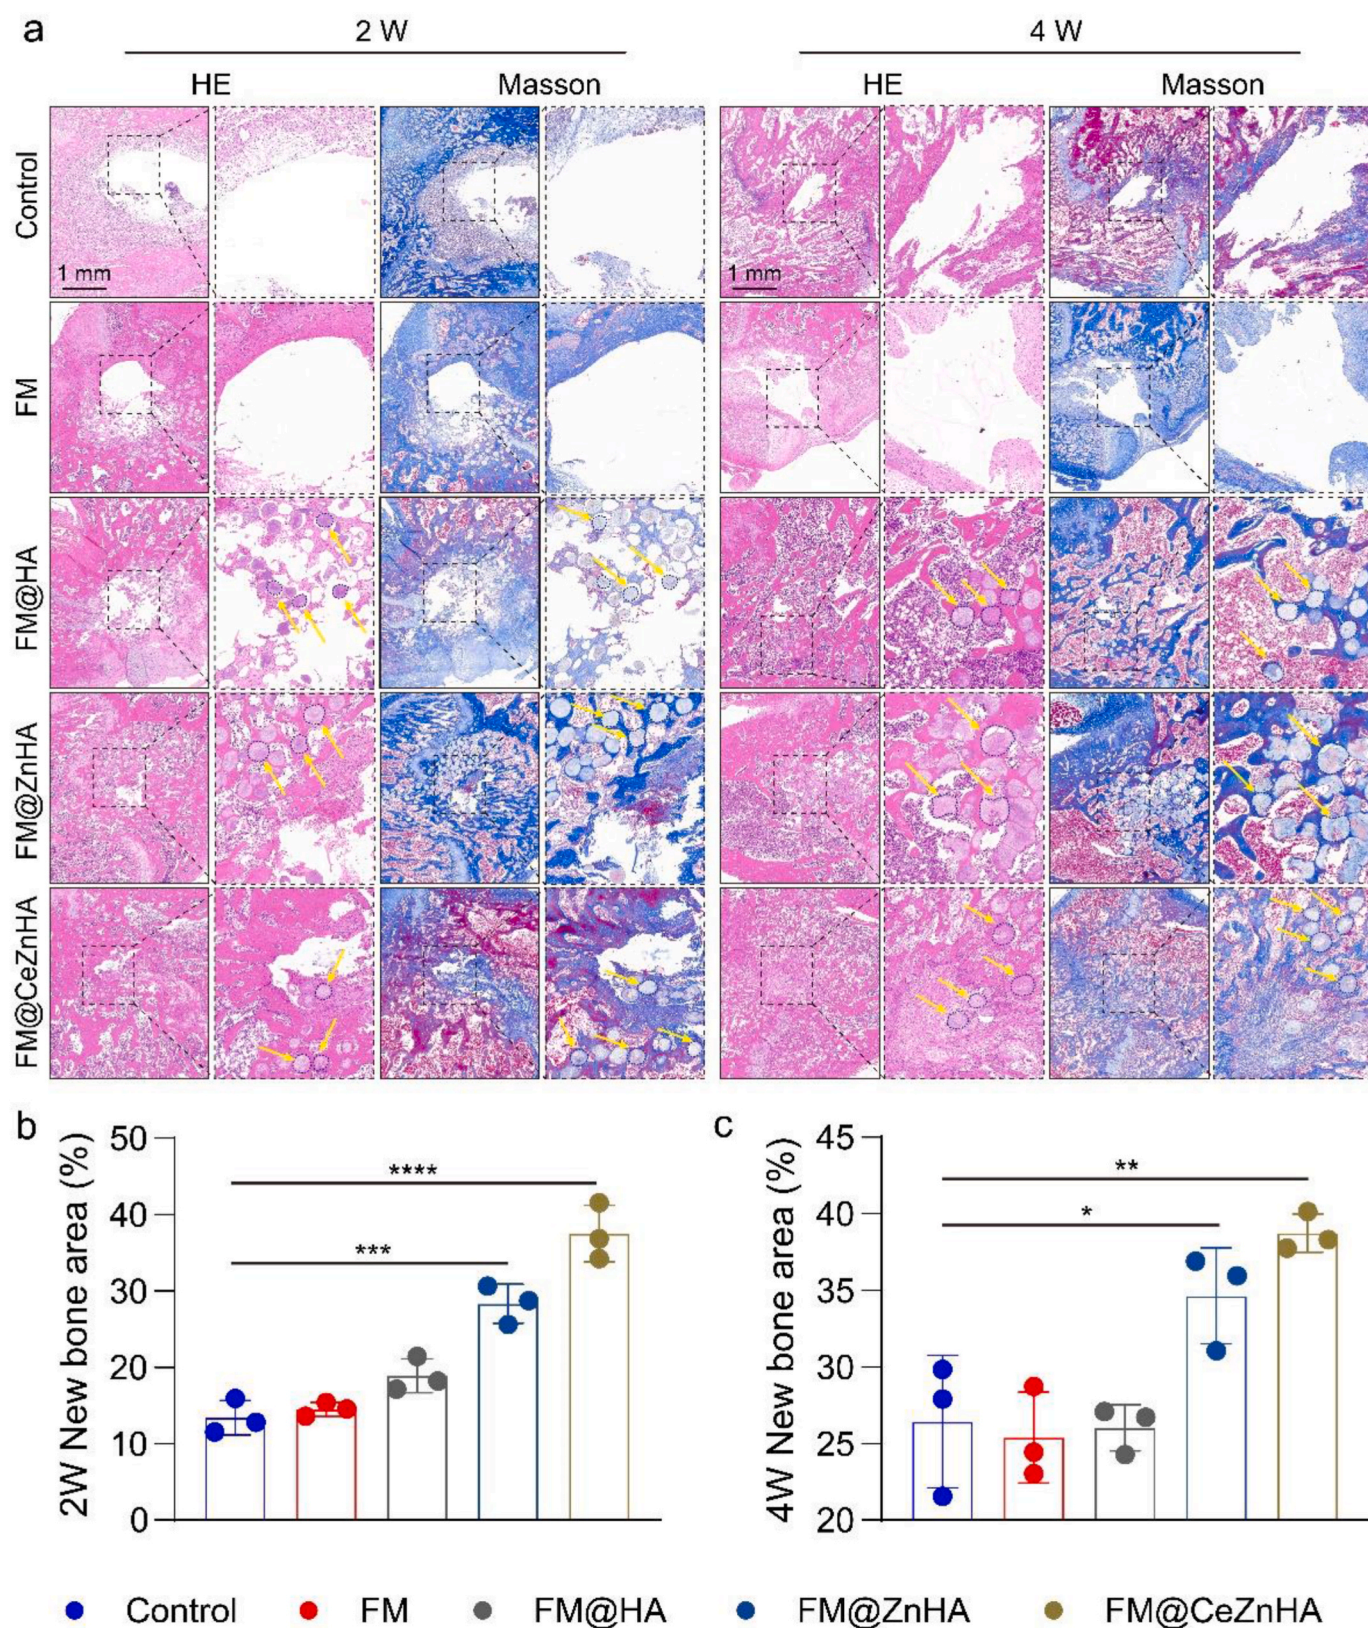 a
2 W
4 W
HE
Masson
HE
Masson
Control
1 mm
1 mm
FM
FM@HA
FM@ZnHA
FM@CeZnHA
b
2W New bone area (%)
50
40
30
20
10
0
****
***
c
4W New bone area (%)
45
40
35
30
25
20
**
*
Control
FM
FM@HA
FM@ZnHA
FM@CeZnHA